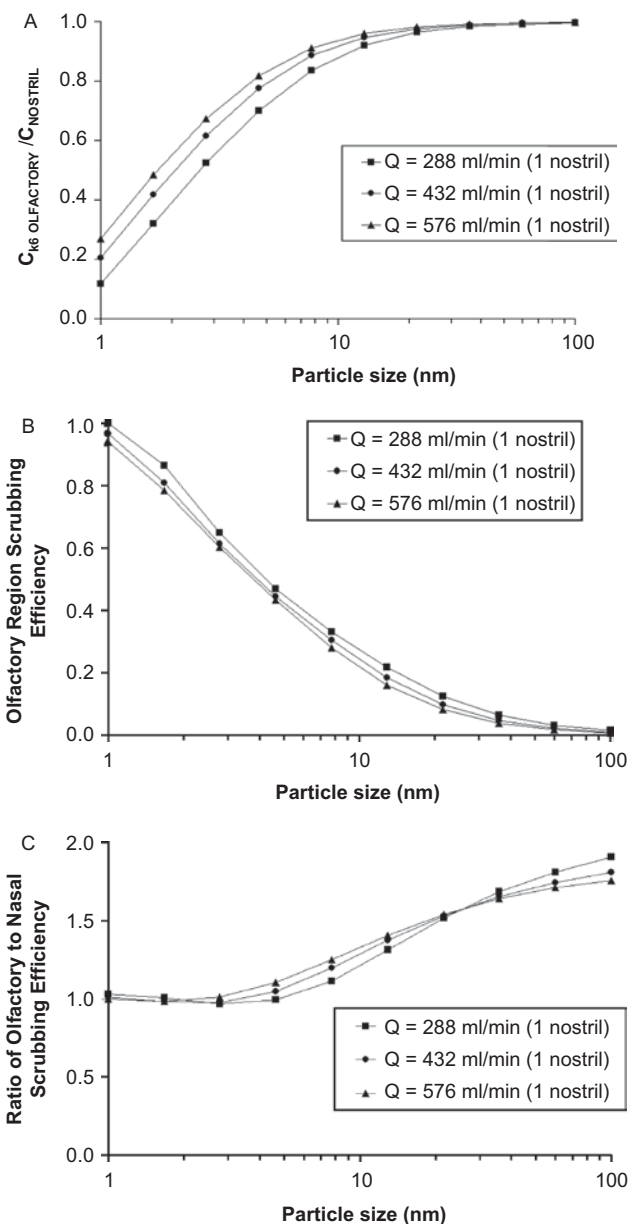 A
C k6 OLFACTORY /C NOSTRIL
1.0
0.8
0.6
0.4
0.2
0.0
Q = 288 ml/min (1 nostril)
Q = 432 ml/min (1 nostril)
Q = 576 ml/min (1 nostril)
1 10 100
Particle size (nm)
B
Olfactory Region Scrubbing
Efficiency
1.0
0.8
0.6
0.4
0.2
0.0
Q = 288 ml/min (1 nostril)
Q = 432 ml/min (1 nostril)
Q = 576 ml/min (1 nostril)
1 10 100
Particle size (nm)
C
Ratio of Olfactory to Nasal
Scrubbing Efficiency
2.0
1.5
1.0
0.5
0.0
Q = 288 ml/min (1 nostril)
Q = 432 ml/min (1 nostril)
Q = 576 ml/min (1 nostril)
1 10 100
Particle size (nm)